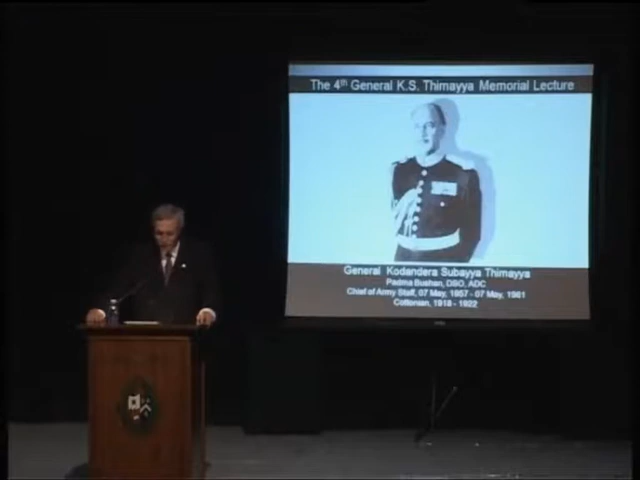 The 4th General K.S. Thimayya Memorial Lecture
General Kodandera Subayya Thimayya
Padma Bushan, DSO, ADC
Chief of Army Staff, 07 May, 1957 - 07 May, 1961
Cottonian, 1918 - 1922